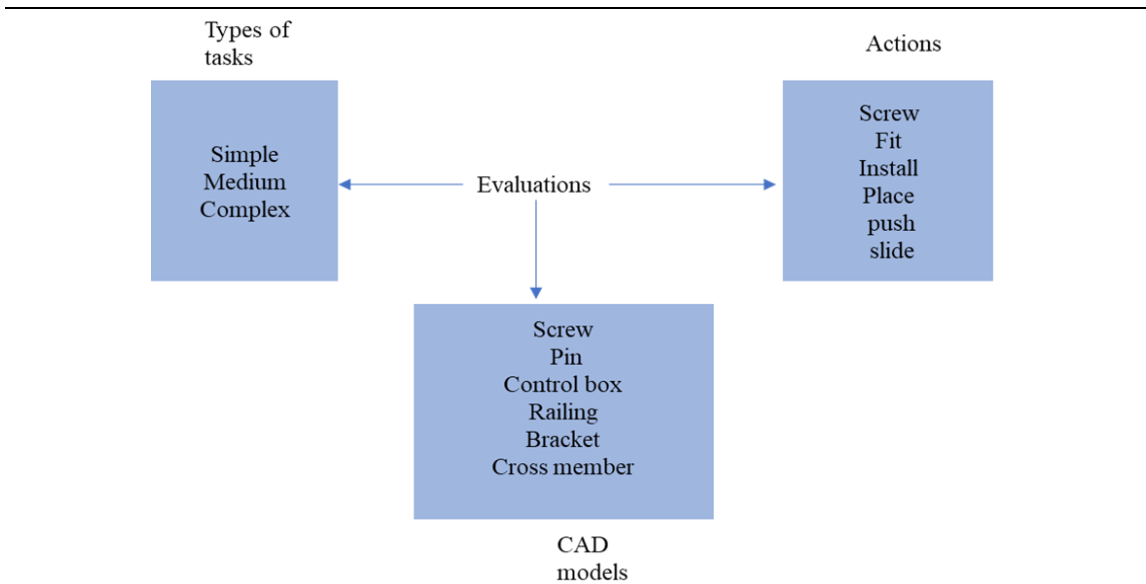 Types of
tasks
Simple
Medium
Complex
Evaluations
Actions
Screw
Fit
Install
Place
push
slide
Screw
Pin
Control box
Railing
Bracket
Cross member
CAD
models